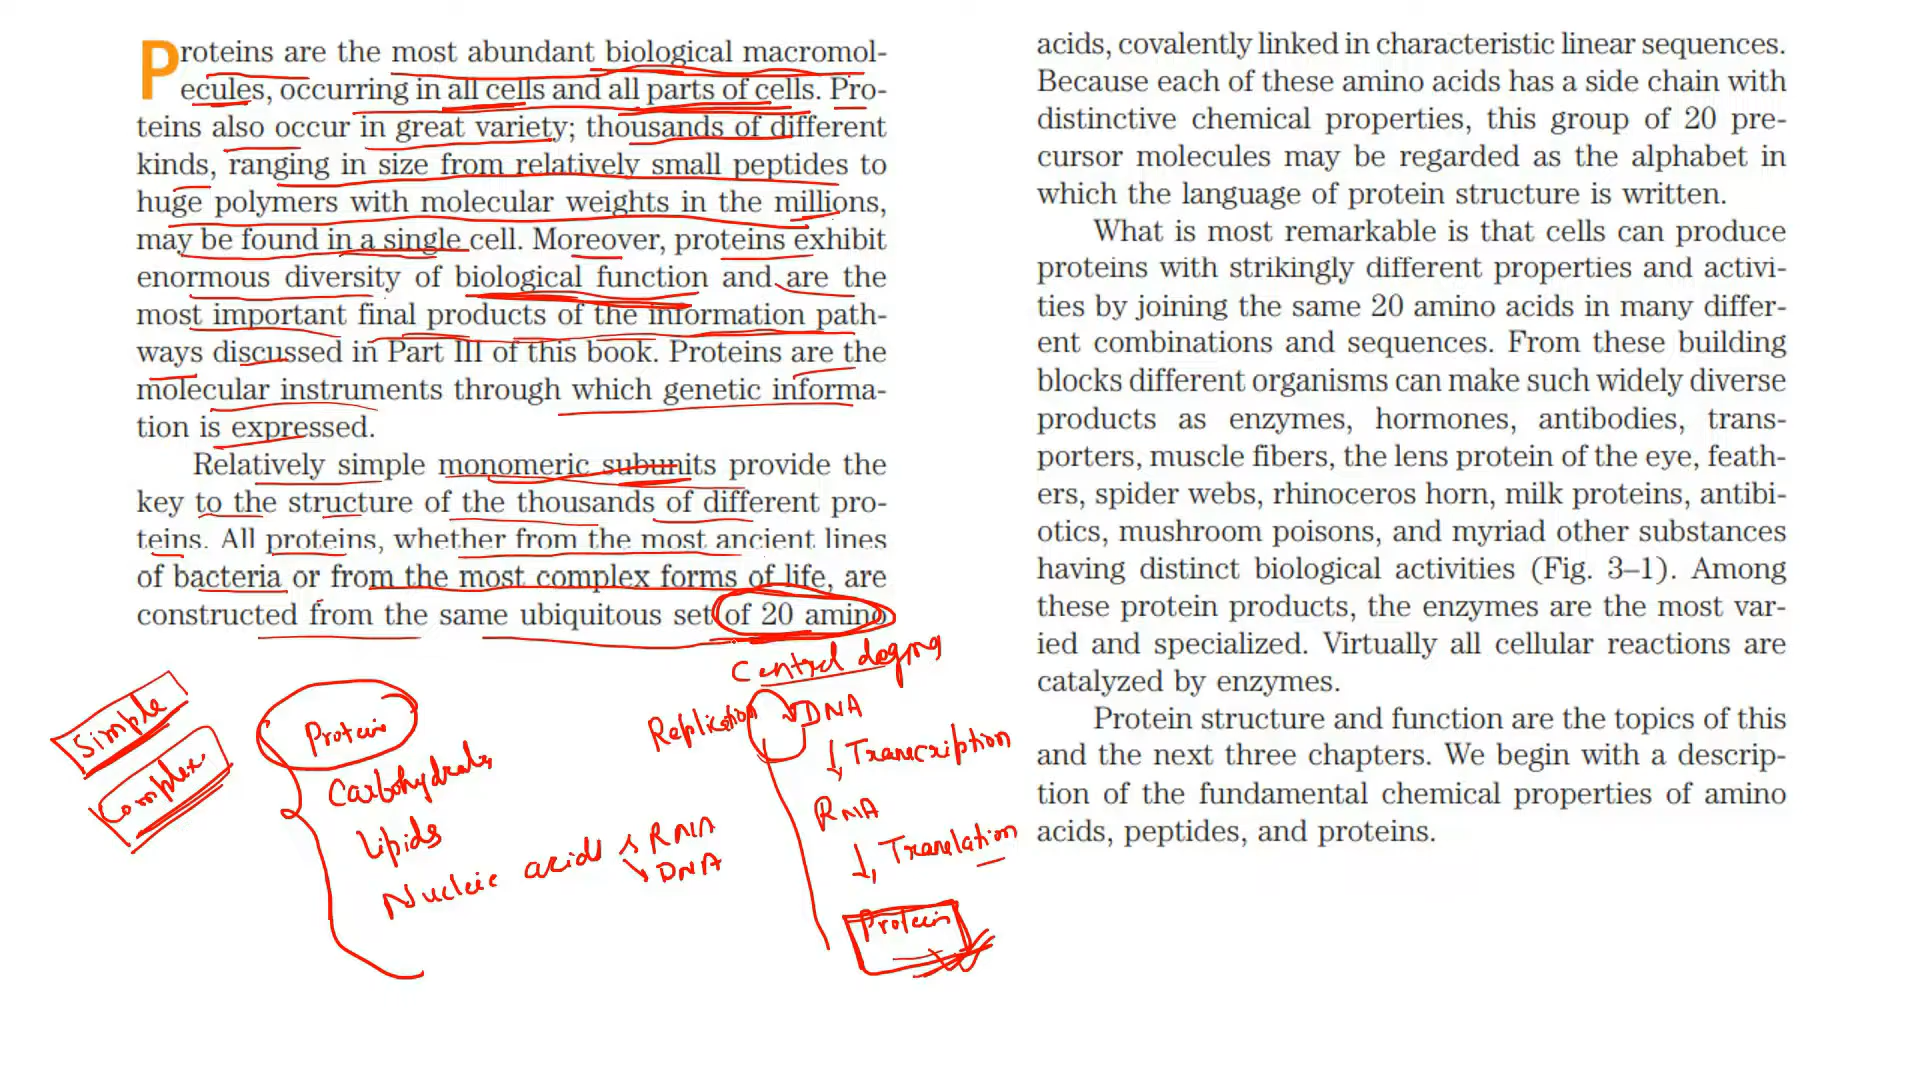 Proteins are the most abundant biological macromol-
ecules, occurring in all cells and all parts of cells. Pro-
teins also occur in great variety; thousands of different
kinds, ranging in size from relatively small peptides to
huge polymers with molecular weights in the millions,
may be found in a single cell. Moreover, proteins exhibit
enormous diversity of biological function and are the
most important final products of the information path-
ways discussed in Part III of this book. Proteins are the
molecular instruments through which genetic informa-
tion is expressed.
Relatively simple monomeric subunits provide the
key to the structure of the thousands of different pro-
teins. All proteins, whether from the most ancient lines
of bacteria or from the most complex forms of life, are
constructed from the same ubiquitous set of 20 amino
Simple
Complex
Protein
Carbohydrates
Lipids
Nucleic acids RNA
DNA
Central dogma
Replication DNA
Transcription
RNA
Translation
Protein
acids, covalently linked in characteristic linear sequences.
Because each of these amino acids has a side chain with
distinctive chemical properties, this group of 20 pre-
cursor molecules may be regarded as the alphabet in
which the language of protein structure is written.
What is most remarkable is that cells can produce
proteins with strikingly different properties and activi-
ties by joining the same 20 amino acids in many differ-
ent combinations and sequences. From these building
blocks different organisms can make such widely diverse
products as enzymes, hormones, antibodies, trans-
porters, muscle fibers, the lens protein of the eye, feath-
ers, spider webs, rhinoceros horn, milk proteins, antibi-
otics, mushroom poisons, and myriad other substances
having distinct biological activities (Fig. 3–1). Among
these protein products, the enzymes are the most var-
ied and specialized. Virtually all cellular reactions are
catalyzed by enzymes.
Protein structure and function are the topics of this
and the next three chapters. We begin with a descrip-
tion of the fundamental chemical properties of amino
acids, peptides, and proteins.